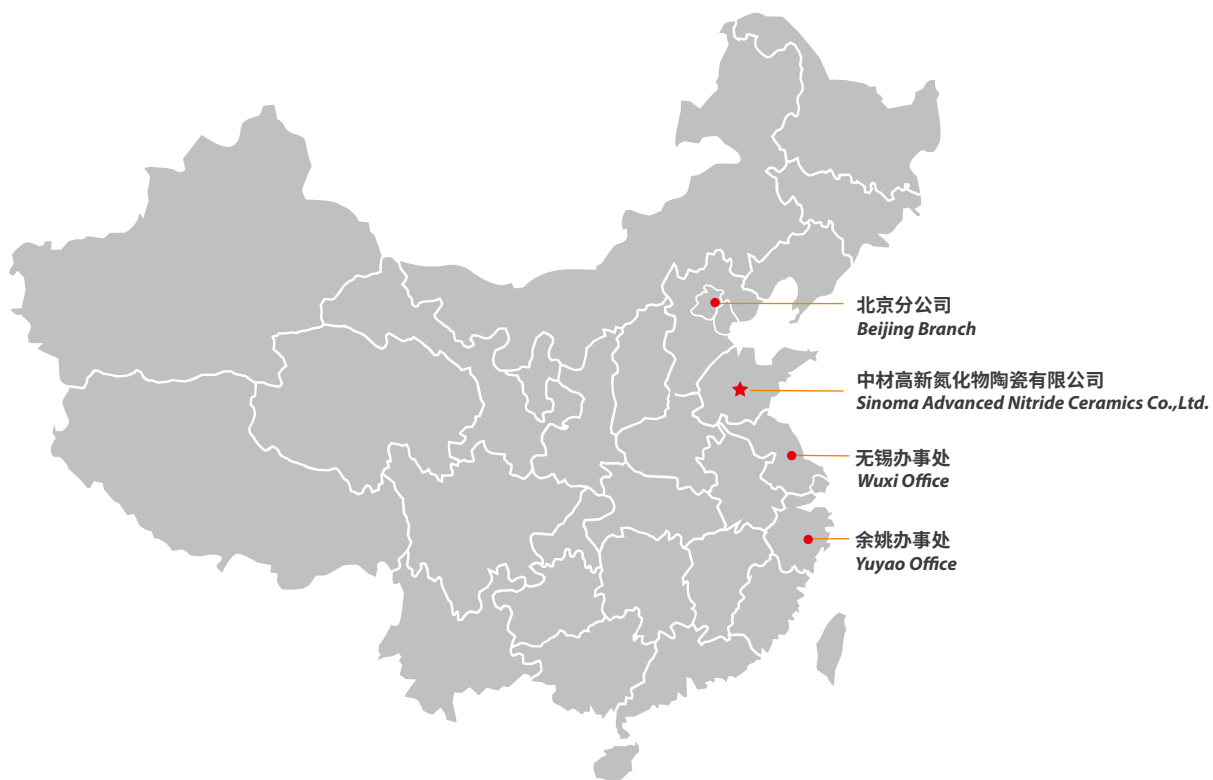 北京分公司
Beijing Branch
中材高新氮化物陶瓷有限公司
Sinoma Advanced Nitride Ceramics Co.,Ltd.
无锡办事处
Wuxi Office
余姚办事处
Yuyao Office